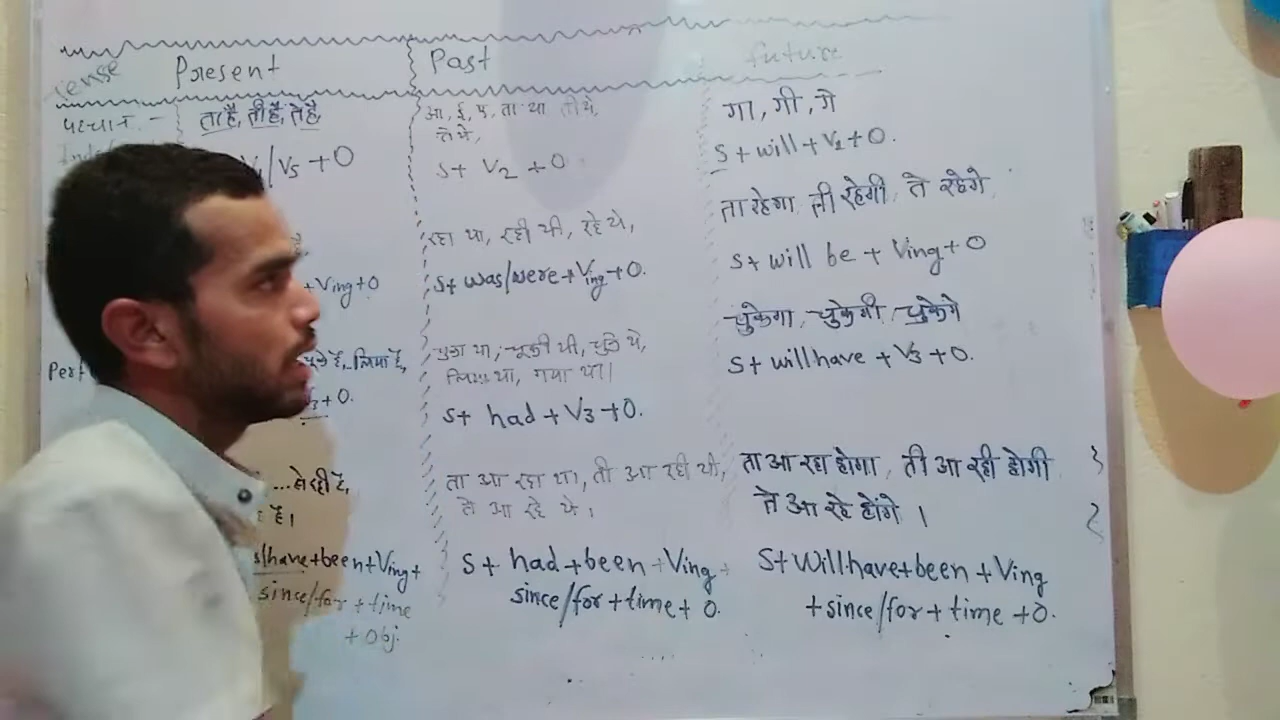 Tense Present Past future
पहचान - ता है, ती है, ते है,
V1/V5 + O
+Ving+O
Perf
है, लिया है,
3+O.
...हो रही है,
है।
s/have+been+Ving+
since/for + time
+ obj.
आ, ई, ए, ता था ती थे,
ते थे,
S+ V2 + O
रहा था, रही थी, रहे थे,
S+ was/were+Ving+O.
चुका था, चुकी थी, चुके थे,
लिया था, गया था।
S+ had + V3 +O.
ता आ रहा था, ती आ रही थी,
ते आ रहे थे।
S+ had +been +Ving +
since/for + time + O.
गा, गी, गे
S + will + V1 + O.
ता रहेगा ती रहेगी, ते रहेगे
S+ will be + Ving+O
चुकेगा, चुकेगी, चुकेगे
S + will have + V3 + O.
ता आ रहा होगा, ती आ रही होगी
ते आ रहे होंगे ।
S+ Will have+been + Ving
+ since/for + time +O.